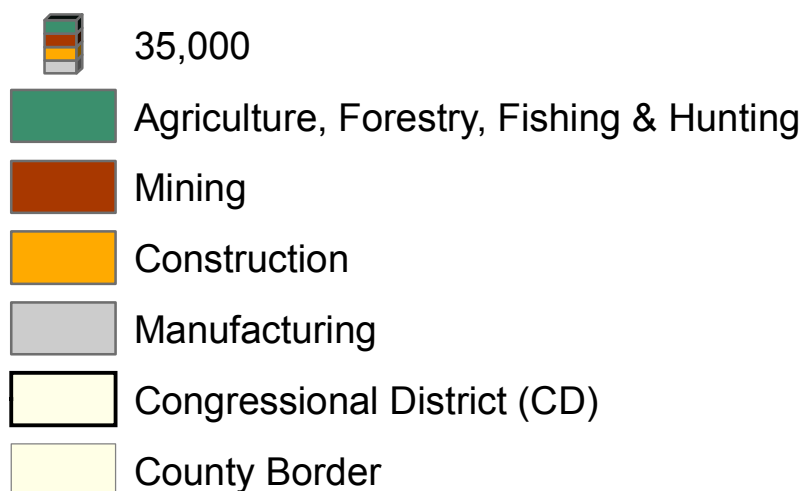 35,000
Agriculture, Forestry, Fishing & Hunting
Mining
Construction
Manufacturing
Congressional District (CD)
County Border